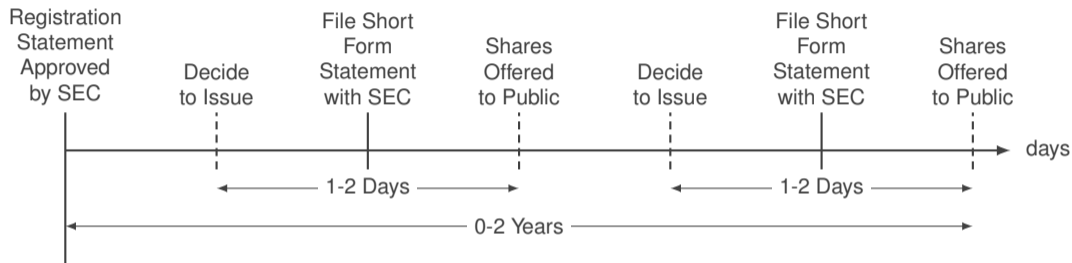 Registration
Statement
Approved
by SEC
Decide
to Issue
File Short
Form
Statement
with SEC
Shares
Offered
to Public
Decide
to Issue
File Short
Form
Statement
with SEC
Shares
Offered
to Public
days
1-2 Days
1-2 Days
0-2 Years